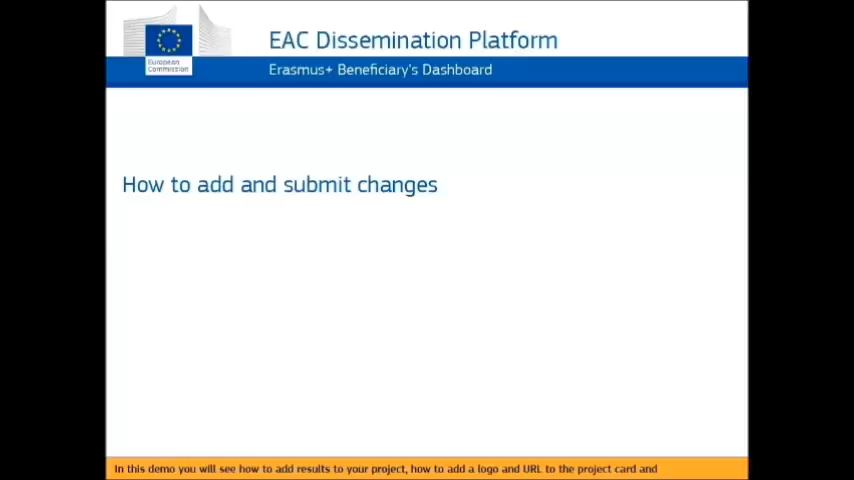 EAC Dissemination Platform
European
Commission
Erasmus+ Beneficiary's Dashboard
How to add and submit changes
In this demo you will see how to add results to your project, how to add a logo and URL to the project card and